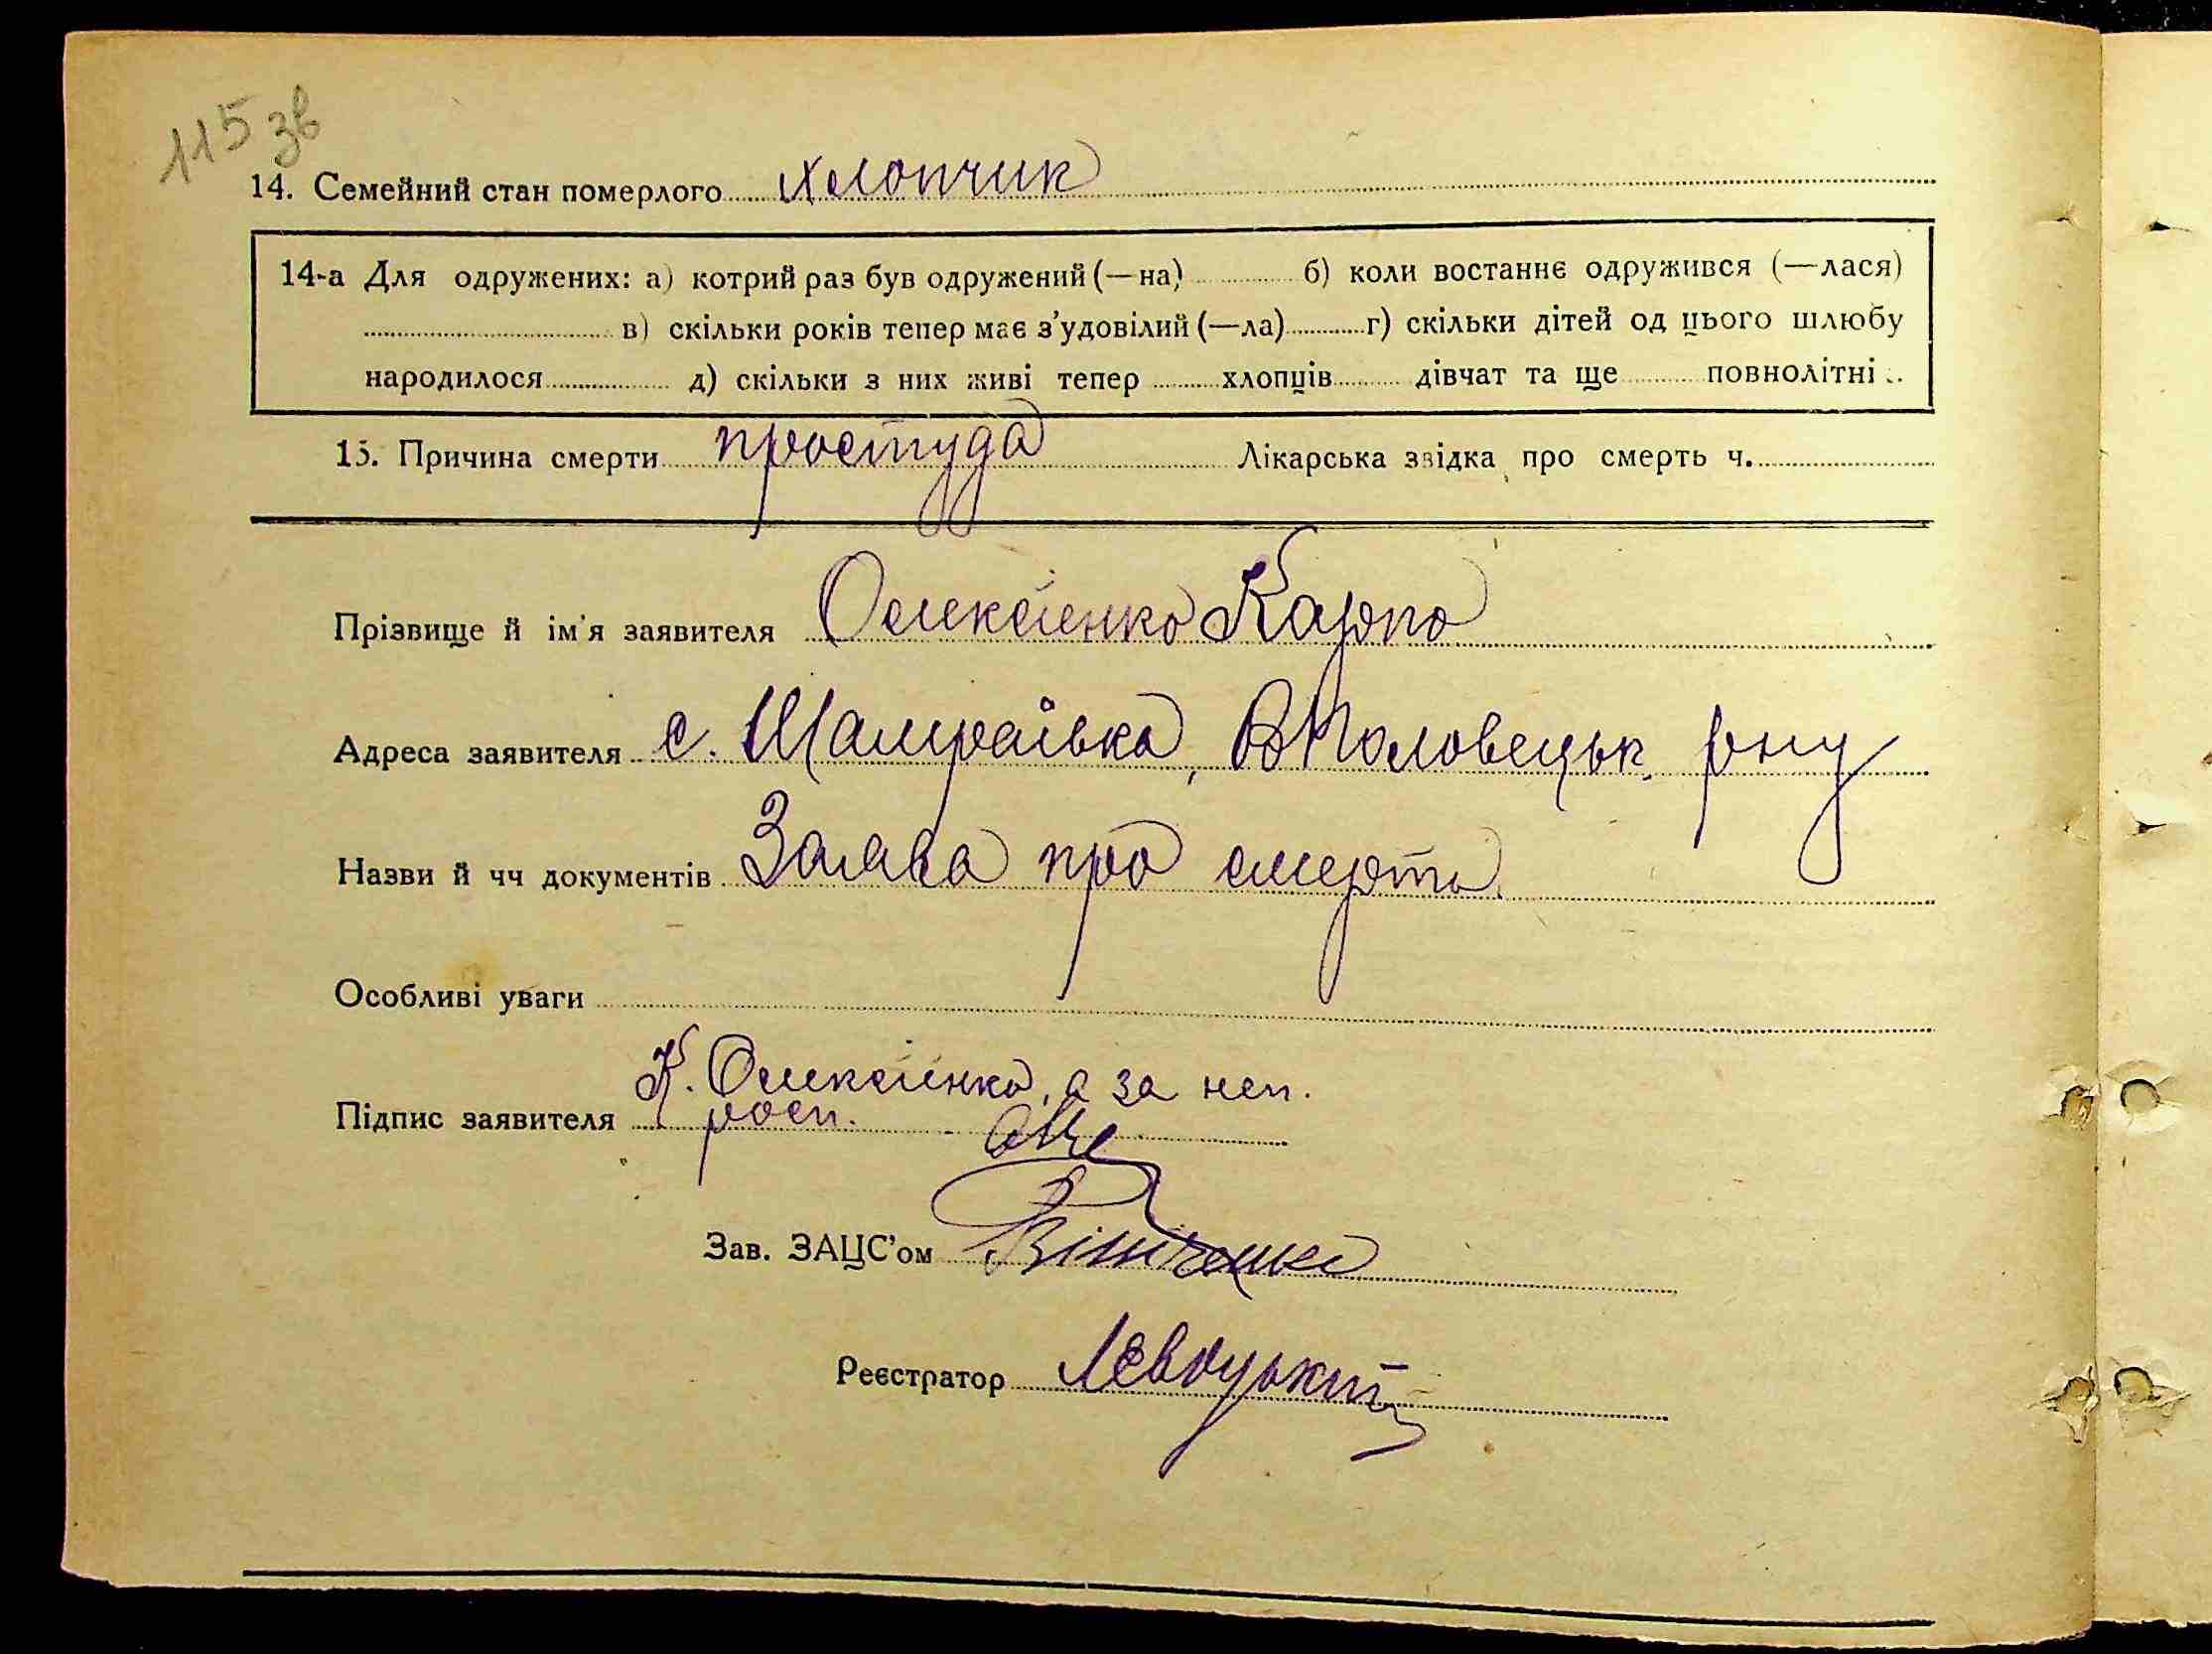 115 зв
14. Семейний стан померлого хлопчик
14-а Для одружених: а) котрий раз був одружений (—на) б) коли востаннє одружився (—лася)
в) скільки років тепер має з'удовілий (—ла) г) скільки дітей од цього шлюбу
народилося д) скільки з них живі тепер хлопців дівчат та ще повнолітні
15. Причина смерти простуда Лікарська звідка про смерть ч.
Прізвище й ім'я заявителя Олексієнко Карпо
Адреса заявителя с. Шамраївка, ВПоловецьк. рну
Назви й чч документів Заява про смерть.
Особливі уваги
К. Олексієнко, а за неп.
Підпис заявителя росп.
Зав. ЗАЦС'ом
Реєстратор Левдуцький